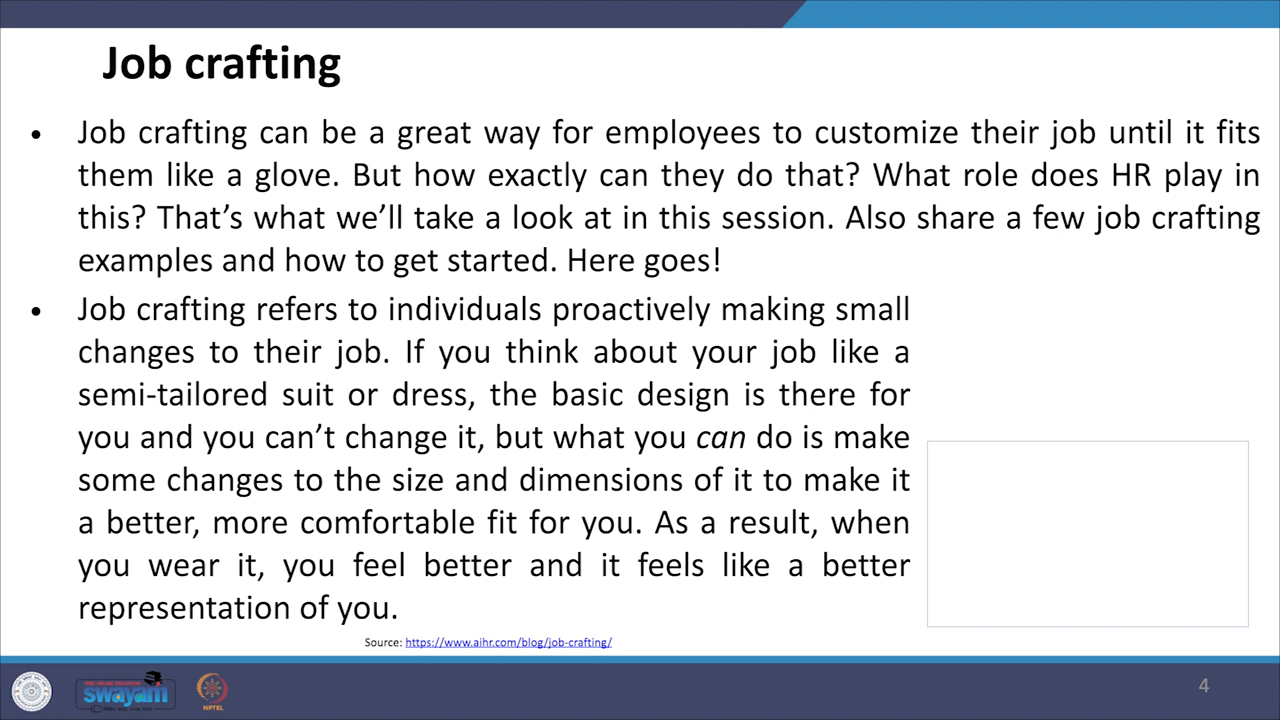 Job crafting
• Job crafting can be a great way for employees to customize their job until it fits
them like a glove. But how exactly can they do that? What role does HR play in
this? That’s what we’ll take a look at in this session. Also share a few job crafting
examples and how to get started. Here goes!
• Job crafting refers to individuals proactively making small
changes to their job. If you think about your job like a
semi-tailored suit or dress, the basic design is there for
you and you can’t change it, but what you can do is make
some changes to the size and dimensions of it to make it
a better, more comfortable fit for you. As a result, when
you wear it, you feel better and it feels like a better
representation of you.
Source: https://www.aihr.com/blog/job-crafting/
swayam
NPTEL
4